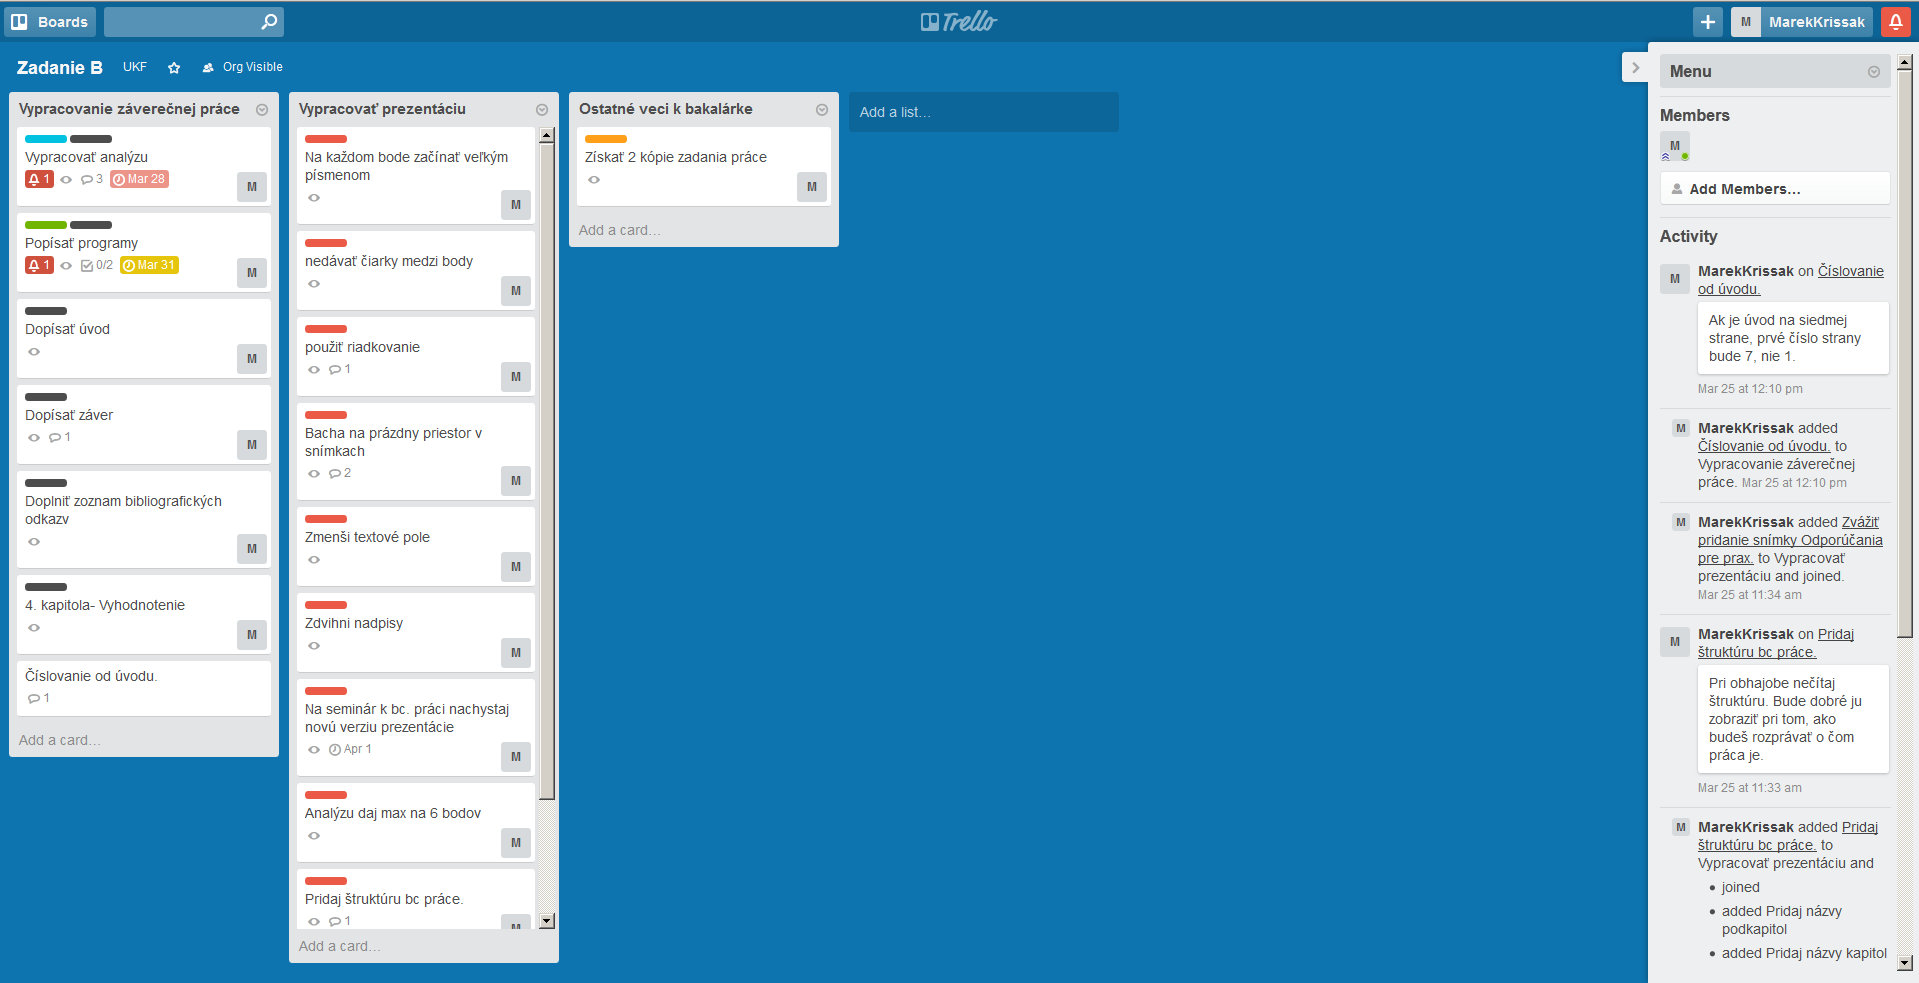 Boards
Trello
M MarekKrissak
Zadanie B UKF Org Visible
Vypracovanie záverečnej práce
Vypracovať analýzu
1 3 Mar 28
M
Popísať programy
1 0/2 Mar 31
M
Dopísať úvod
M
Dopísať záver
1
M
Doplniť zoznam bibliografických
odkazv
M
4. kapitola- Vyhodnotenie
M
Číslovanie od úvodu.
1
Add a card…
Vypracovať prezentáciu
Na každom bode začínať veľkým
písmenom
M
nedávať čiarky medzi body
M
použiť riadkovanie
1
M
Bacha na prázdny priestor v
snímkach
2
M
Zmenši textové pole
M
Zdvihni nadpisy
M
Na seminár k bc. práci nachystaj
novú verziu prezentácie
Apr 1
M
Analýzu daj max na 6 bodov
M
Pridaj štruktúru bc práce.
1
M
Add a card…
Ostatné veci k bakalárke
Získať 2 kópie zadania práce
M
Add a card…
Add a list…
Menu
Members
M
Add Members…
Activity
M
MarekKrissak on Číslovanie
od úvodu.
Ak je úvod na siedmej
strane, prvé číslo strany
bude 7, nie 1.
Mar 25 at 12:10 pm
M
MarekKrissak added
Číslovanie od úvodu. to
Vypracovanie záverečnej
práce. Mar 25 at 12:10 pm
M
MarekKrissak added Zvážiť
pridanie snímky Odporúčania
pre prax. to Vypracovať
prezentáciu and joined.
Mar 25 at 11:34 am
M
MarekKrissak on Pridaj
štruktúru bc práce.
Pri obhajobe nečítaj
štruktúru. Bude dobré ju
zobraziť pri tom, ako
budeš rozprávať o čom
práca je.
Mar 25 at 11:33 am
M
MarekKrissak added Pridaj
štruktúru bc práce. to
Vypracovať prezentáciu and
• joined
• added Pridaj názvy
podkapitol
• added Pridaj názvy kapitol